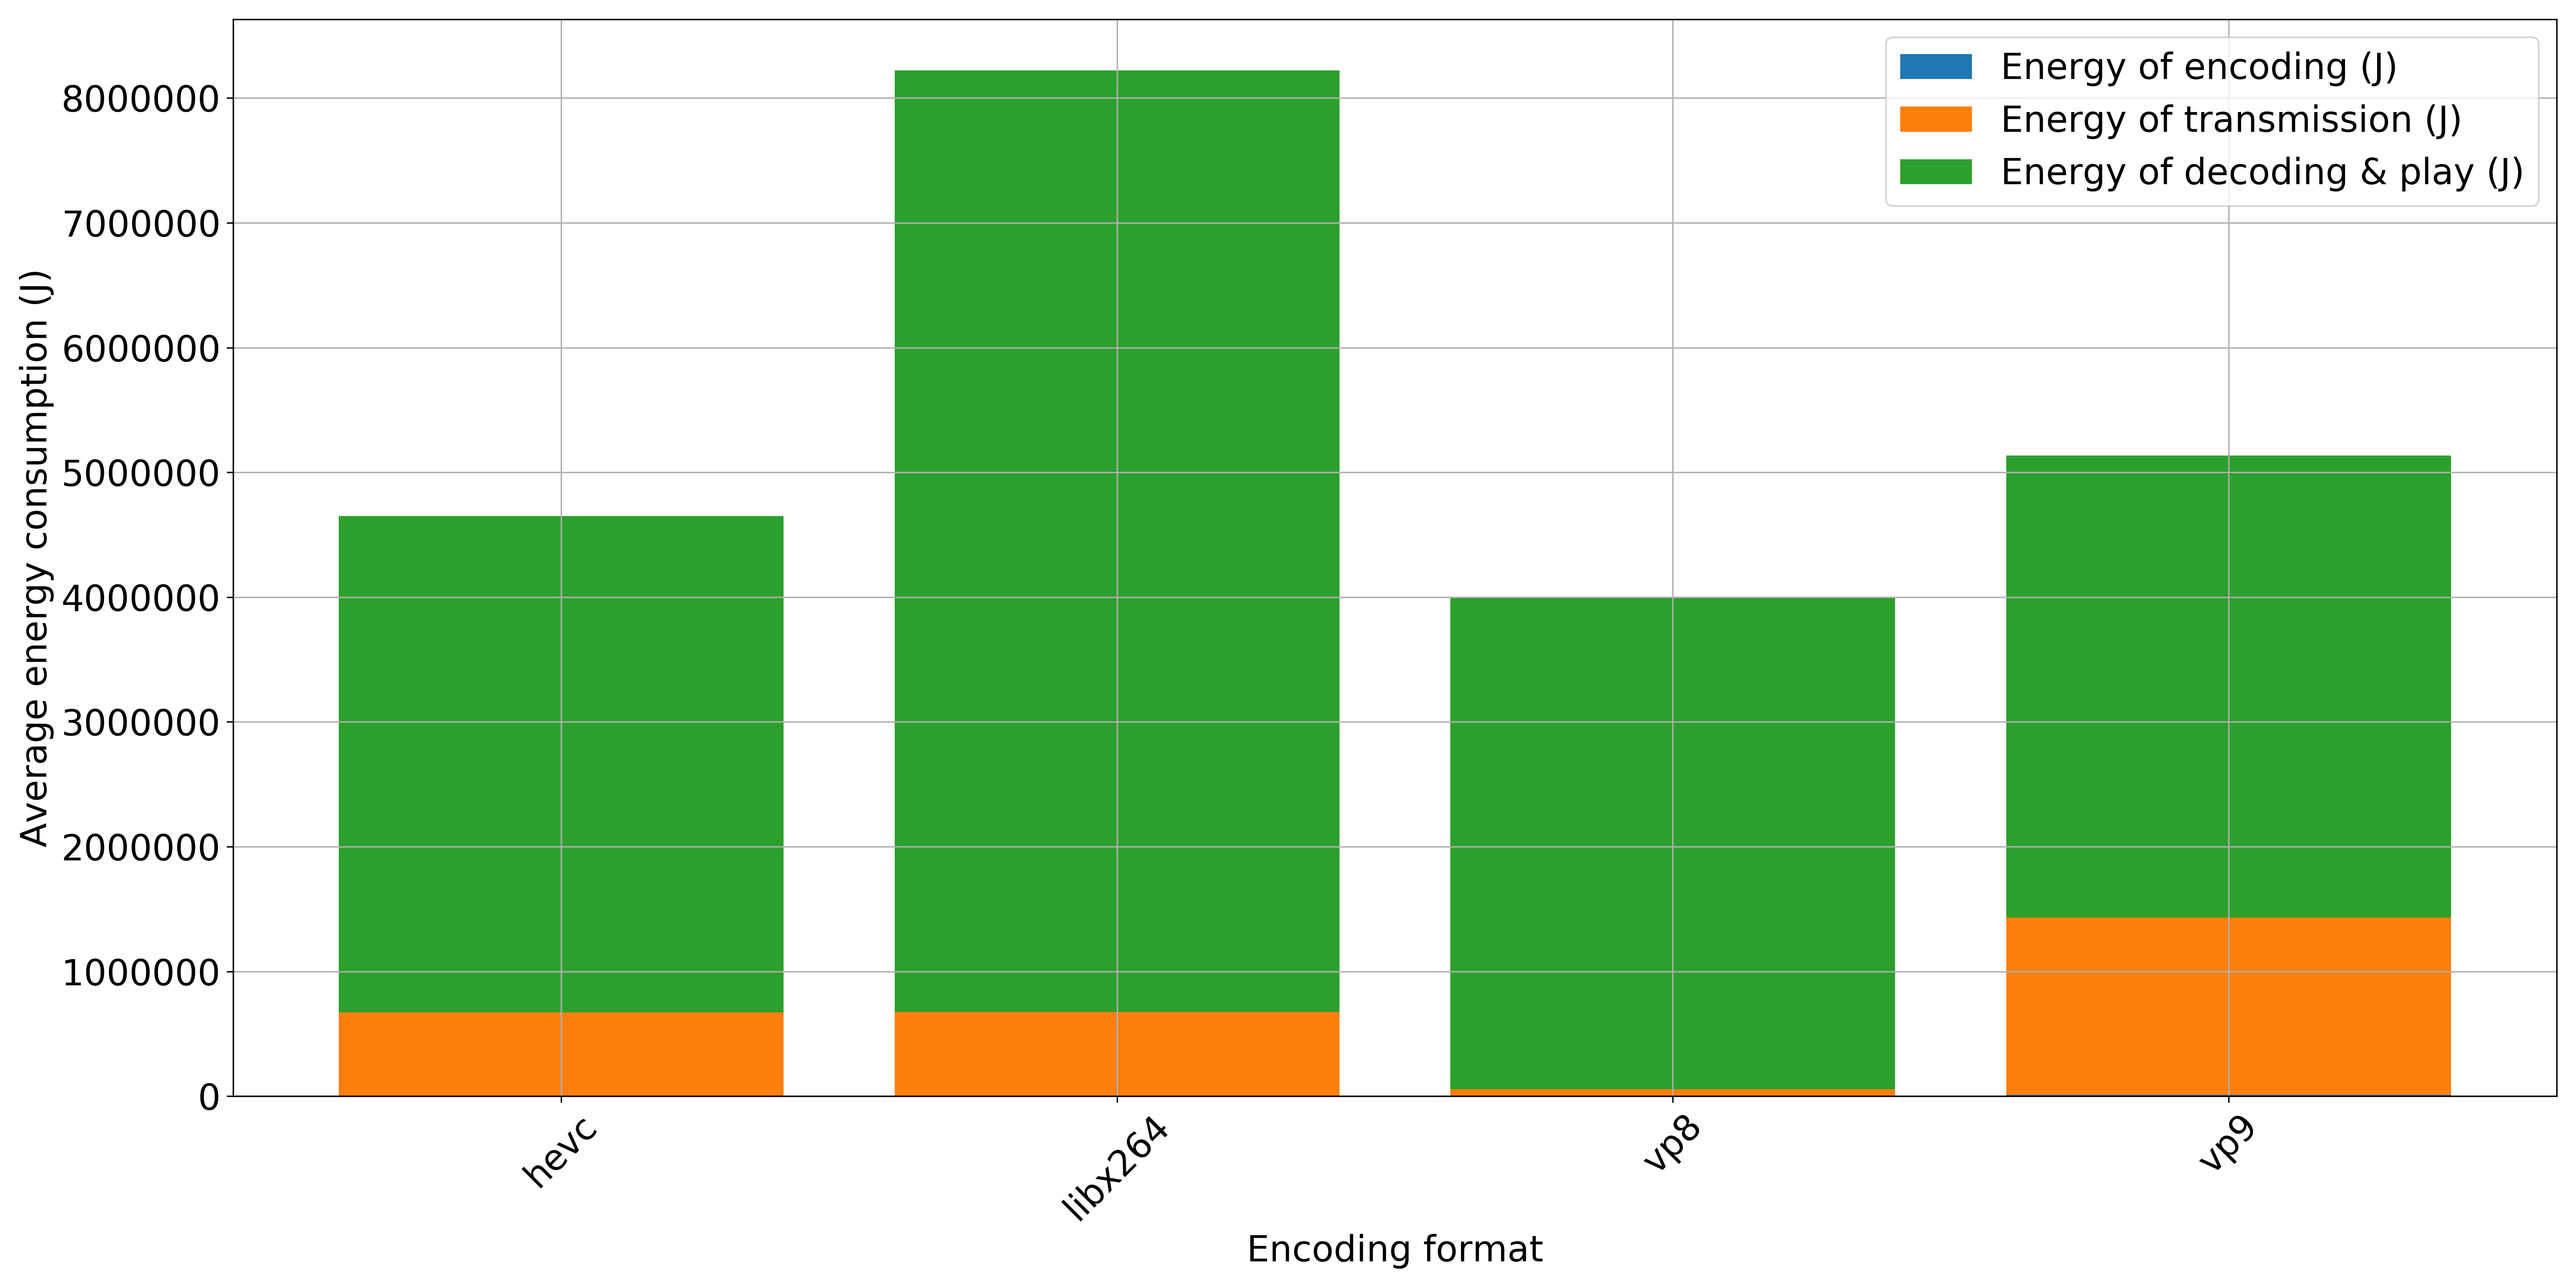 Energy of encoding (J)
Energy of transmission (J)
Energy of decoding & play (J)
Average energy consumption (J)
8000000
7000000
6000000
5000000
4000000
3000000
2000000
1000000
0
hevc
libx264
vp8
vp9
Encoding format